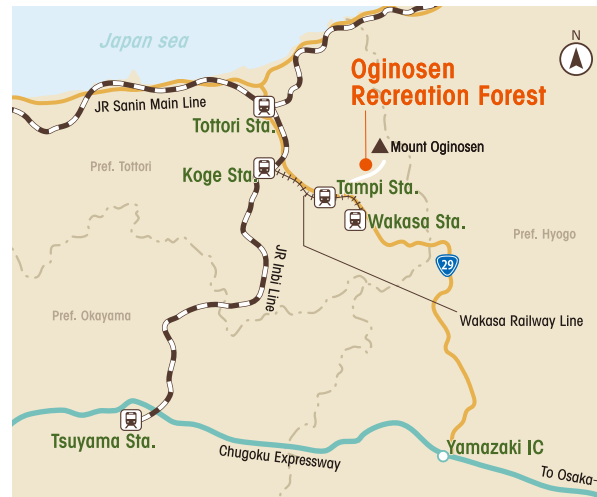 Japan sea
N
Oginosen
Recreation Forest
JR Sanin Main Line
Tottori Sta.
Mount Oginosen
Pref. Tottori
Koge Sta.
Tampi Sta.
Wakasa Sta.
Pref. Hyogo
JR Inbi Line
29
Pref. Okayama
Wakasa Railway Line
Tsuyama Sta.
Chugoku Expressway
Yamazaki IC
To Osaka-